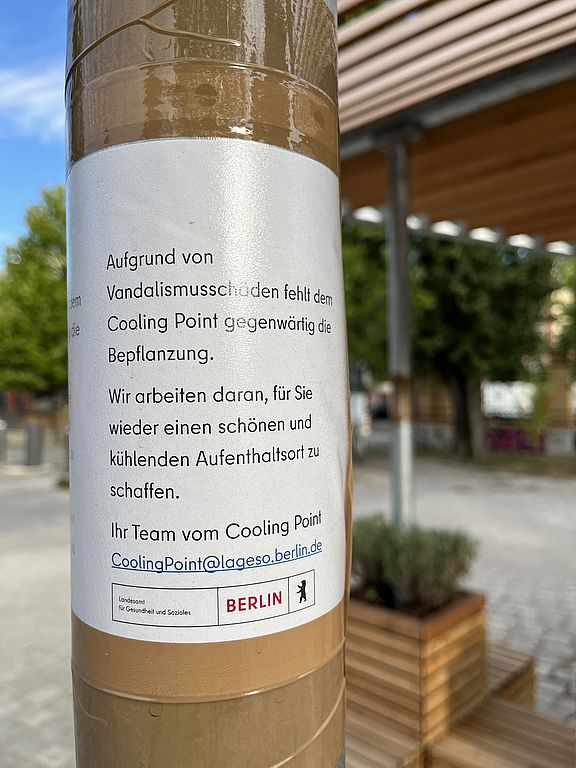 Aufgrund von
Vandalismusschäden fehlt dem
Cooling Point gegenwärtig die
Bepflanzung.
Wir arbeiten daran, für Sie
wieder einen schönen und
kühlenden Aufenthaltsort zu
schaffen.
Ihr Team vom Cooling Point
CoolingPoint@lageso.berlin.de
Landesamt
für Gesundheit und Soziales
BERLIN